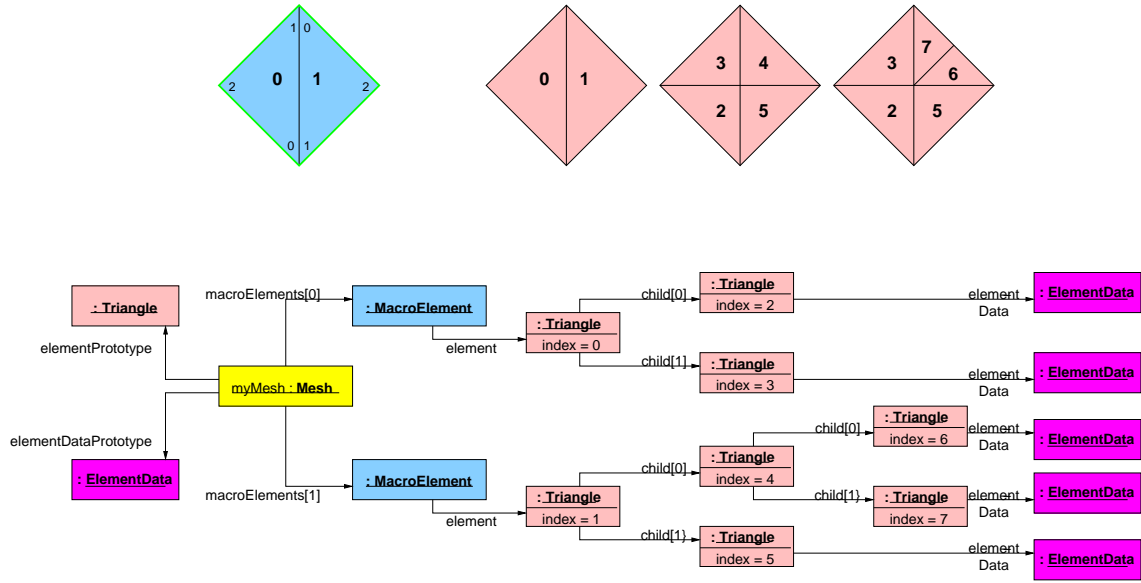 1 0
0 1
2 2
0 1
0 1
3 4
2 5
3 7
6
2 5
macroElements[0]
: Triangle
elementPrototype
myMesh : Mesh
elementDataPrototype
: ElementData
macroElements[1]
: MacroElement
element
: Triangle
index = 0
child[0]
: Triangle
index = 2
element
Data
: ElementData
child[1]
: Triangle
index = 3
element
Data
: ElementData
: MacroElement
element
: Triangle
index = 1
child[0]
: Triangle
index = 4
child[0]
: Triangle
index = 6
element
Data
: ElementData
child[1}
: Triangle
index = 7
element
Data
: ElementData
child[1}
: Triangle
index = 5
element
Data
: ElementData